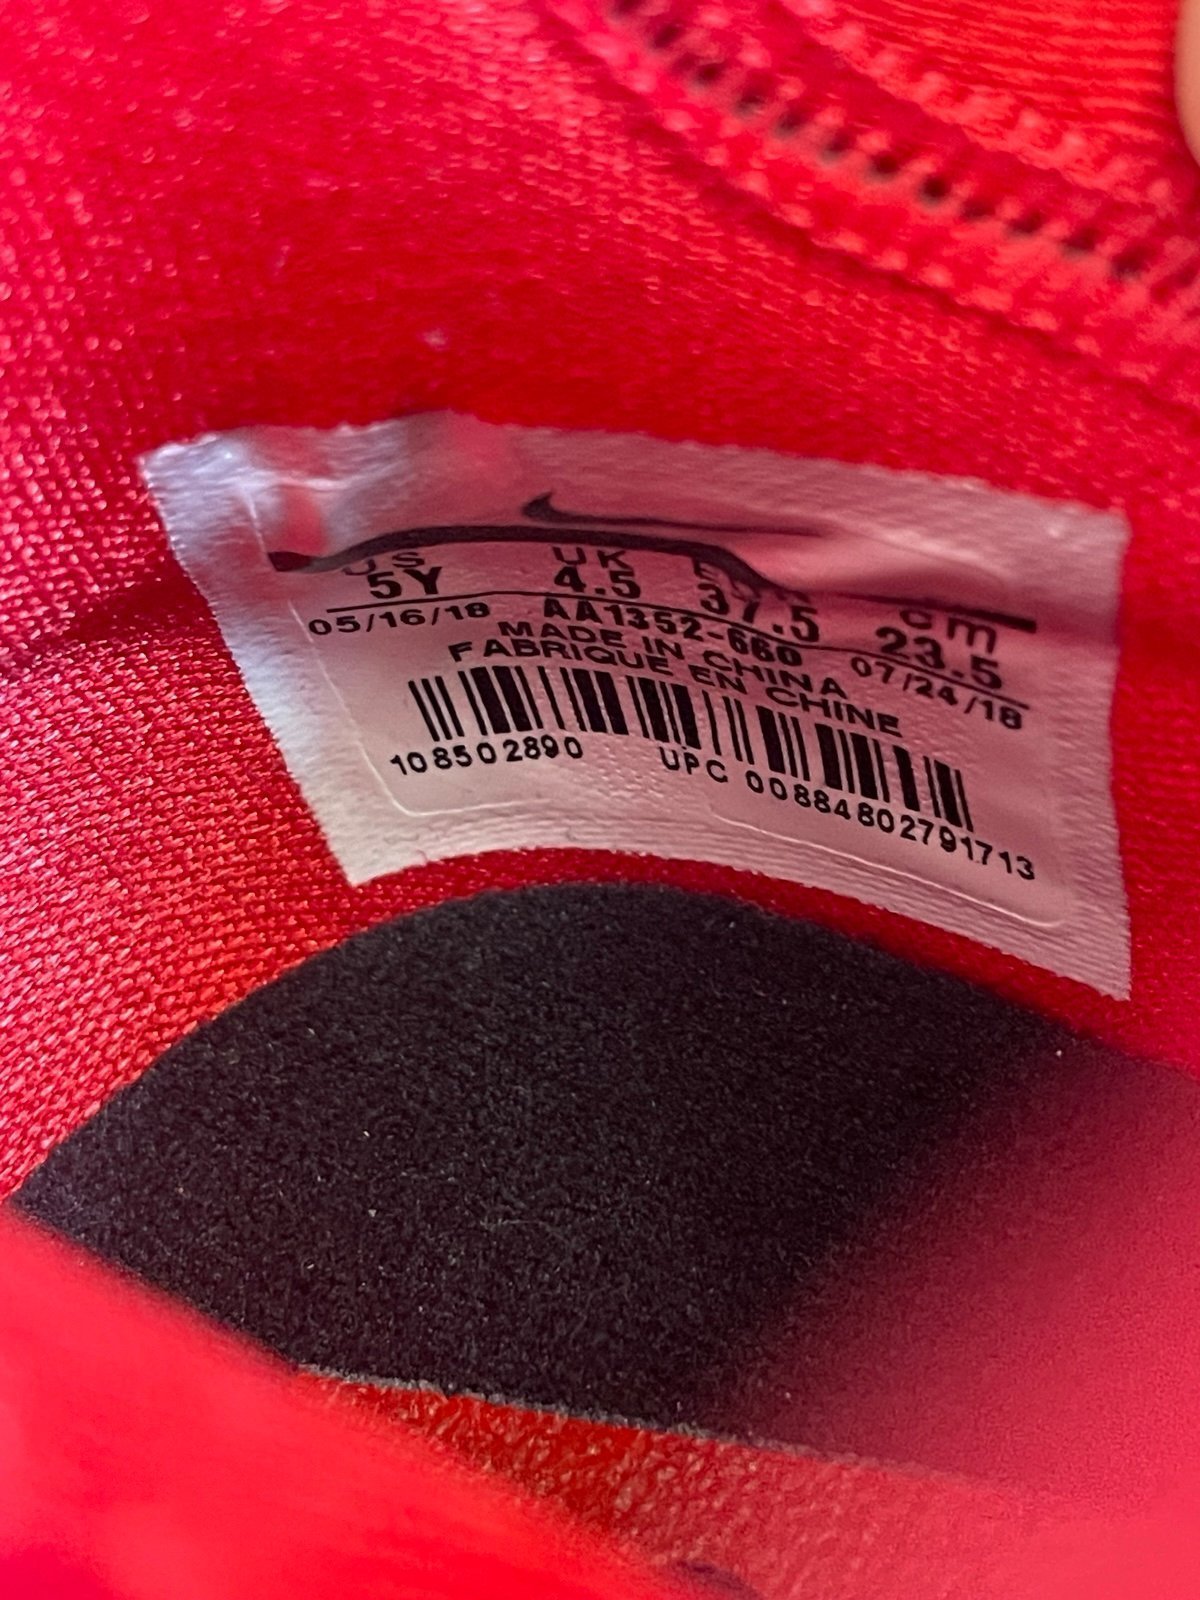 US UK cm
5Y 4.5 37.5 23.5
05/16/18 AA1352-660 07/24/18
MADE IN CHINA
FABRIQUE EN CHINE
108502890 UPC 00884802791713